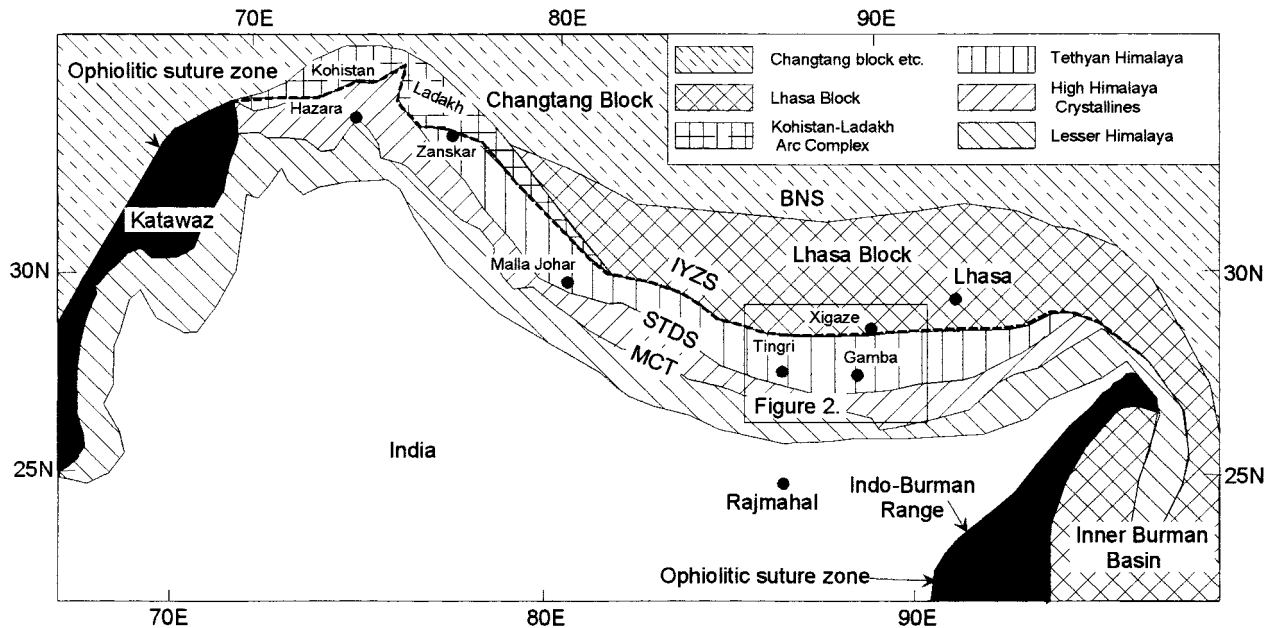 70E
80E
90E
Ophiolitic suture zone
Kohistan
Hazara
Ladakh
Changtang Block
Zanskar
Changtang block etc.
Lhasa Block
Kohistan-Ladakh
Arc Complex
Tethyan Himalaya
High Himalaya
Crystallines
Lesser Himalaya
BNS
Katawaz
30N
Malla Johar
IYZS
Lhasa Block
Lhasa
30N
Xigaze
STDS
Tingri
Gamba
MCT
Figure 2.
India
25N
Rajmahal
Indo-Burman
Range
25N
Inner Burman
Basin
Ophiolitic suture zone
70E
80E
90E